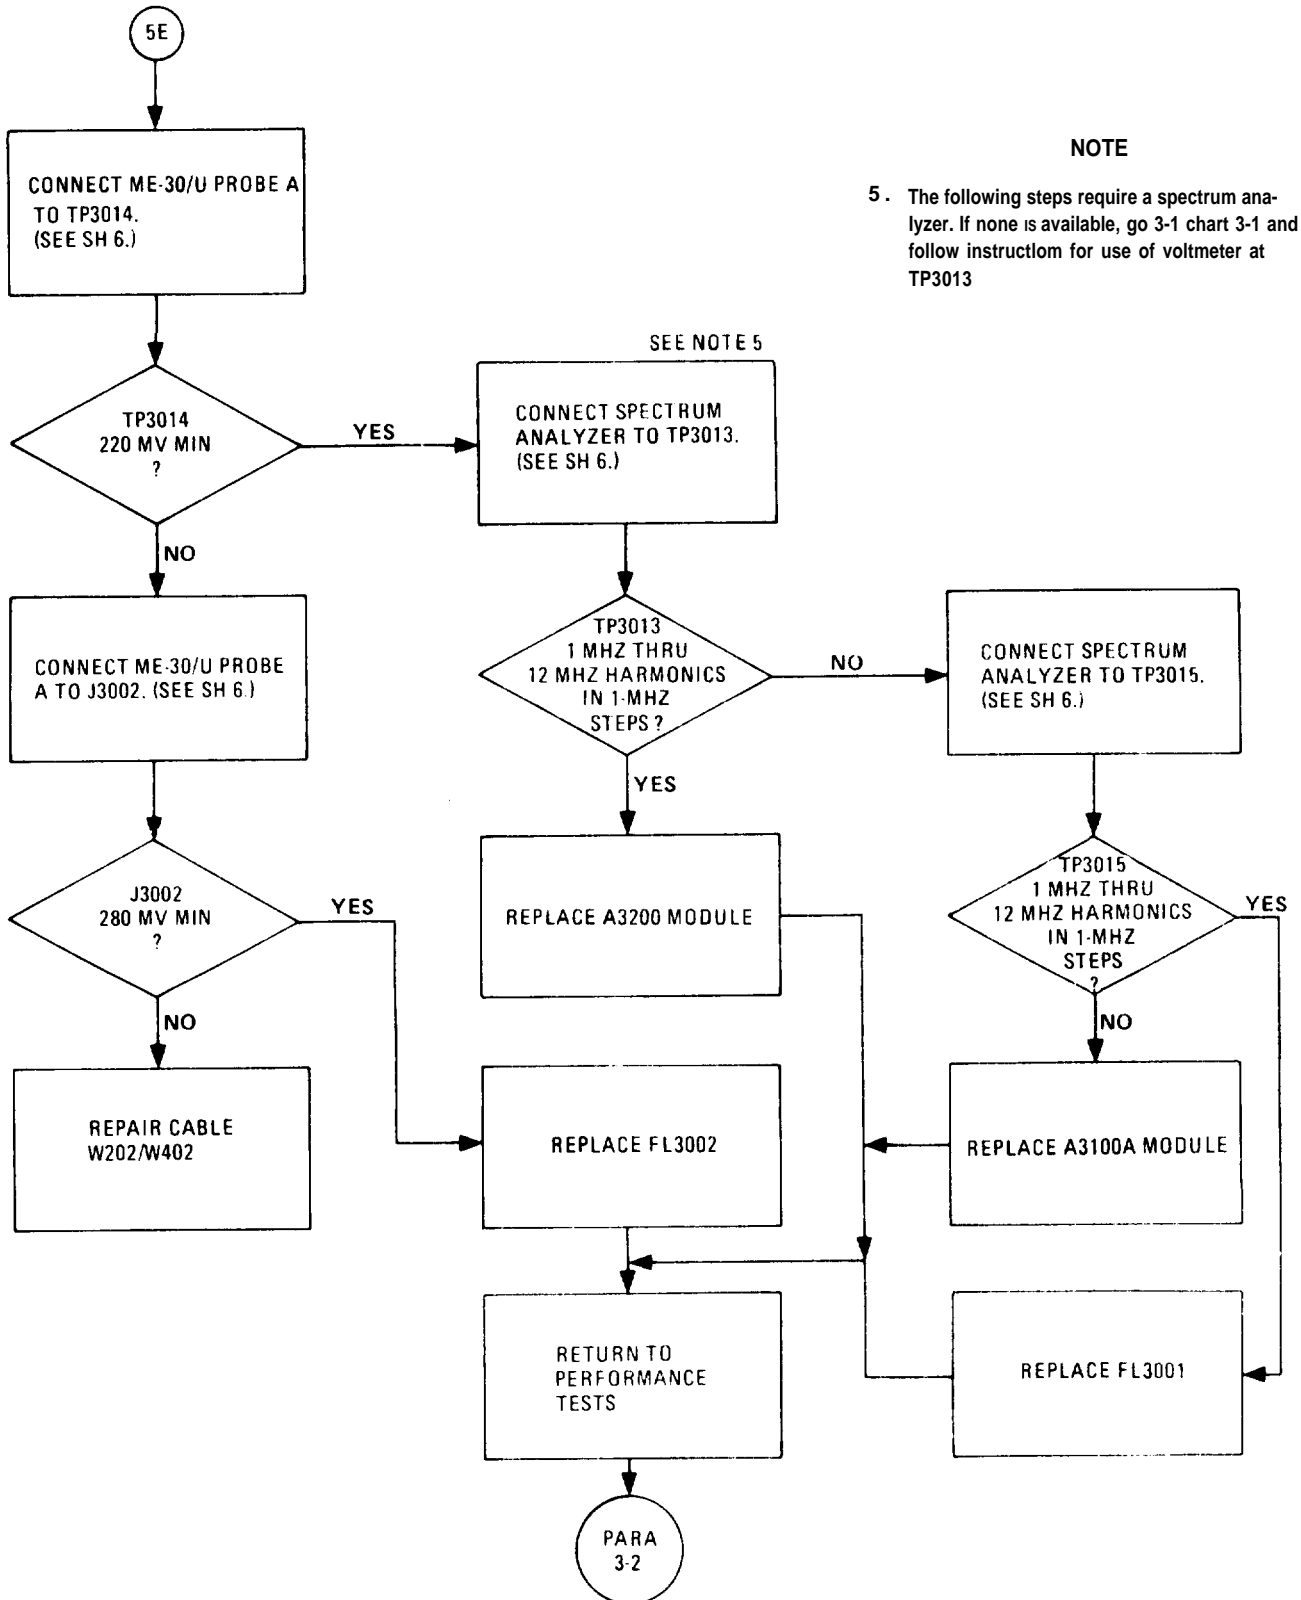 5E
CONNECT ME-30/U PROBE A
TO TP3014.
(SEE SH 6.)
NOTE
5. The following steps require a spectrum ana-
lyzer. If none is available, go 3-1 chart 3-1 and
follow instructlom for use of voltmeter at
TP3013
TP3014
220 MV MIN
?
YES
NO
SEE NOTE 5
CONNECT SPECTRUM
ANALYZER TO TP3013.
(SEE SH 6.)
CONNECT ME-30/U PROBE
A TO J3002. (SEE SH 6.)
TP3013
1 MHZ THRU
12 MHZ HARMONICS
IN 1-MHZ
STEPS ?
NO
YES
CONNECT SPECTRUM
ANALYZER TO TP3015.
(SEE SH 6.)
J3002
280 MV MIN
?
YES
NO
REPLACE A3200 MODULE
TP3015
1 MHZ THRU
12 MHZ HARMONICS
IN 1-MHZ
STEPS
?
YES
NO
REPAIR CABLE
W202/W402
REPLACE FL3002
REPLACE A3100A MODULE
RETURN TO
PERFORMANCE
TESTS
REPLACE FL3001
PARA
3-2